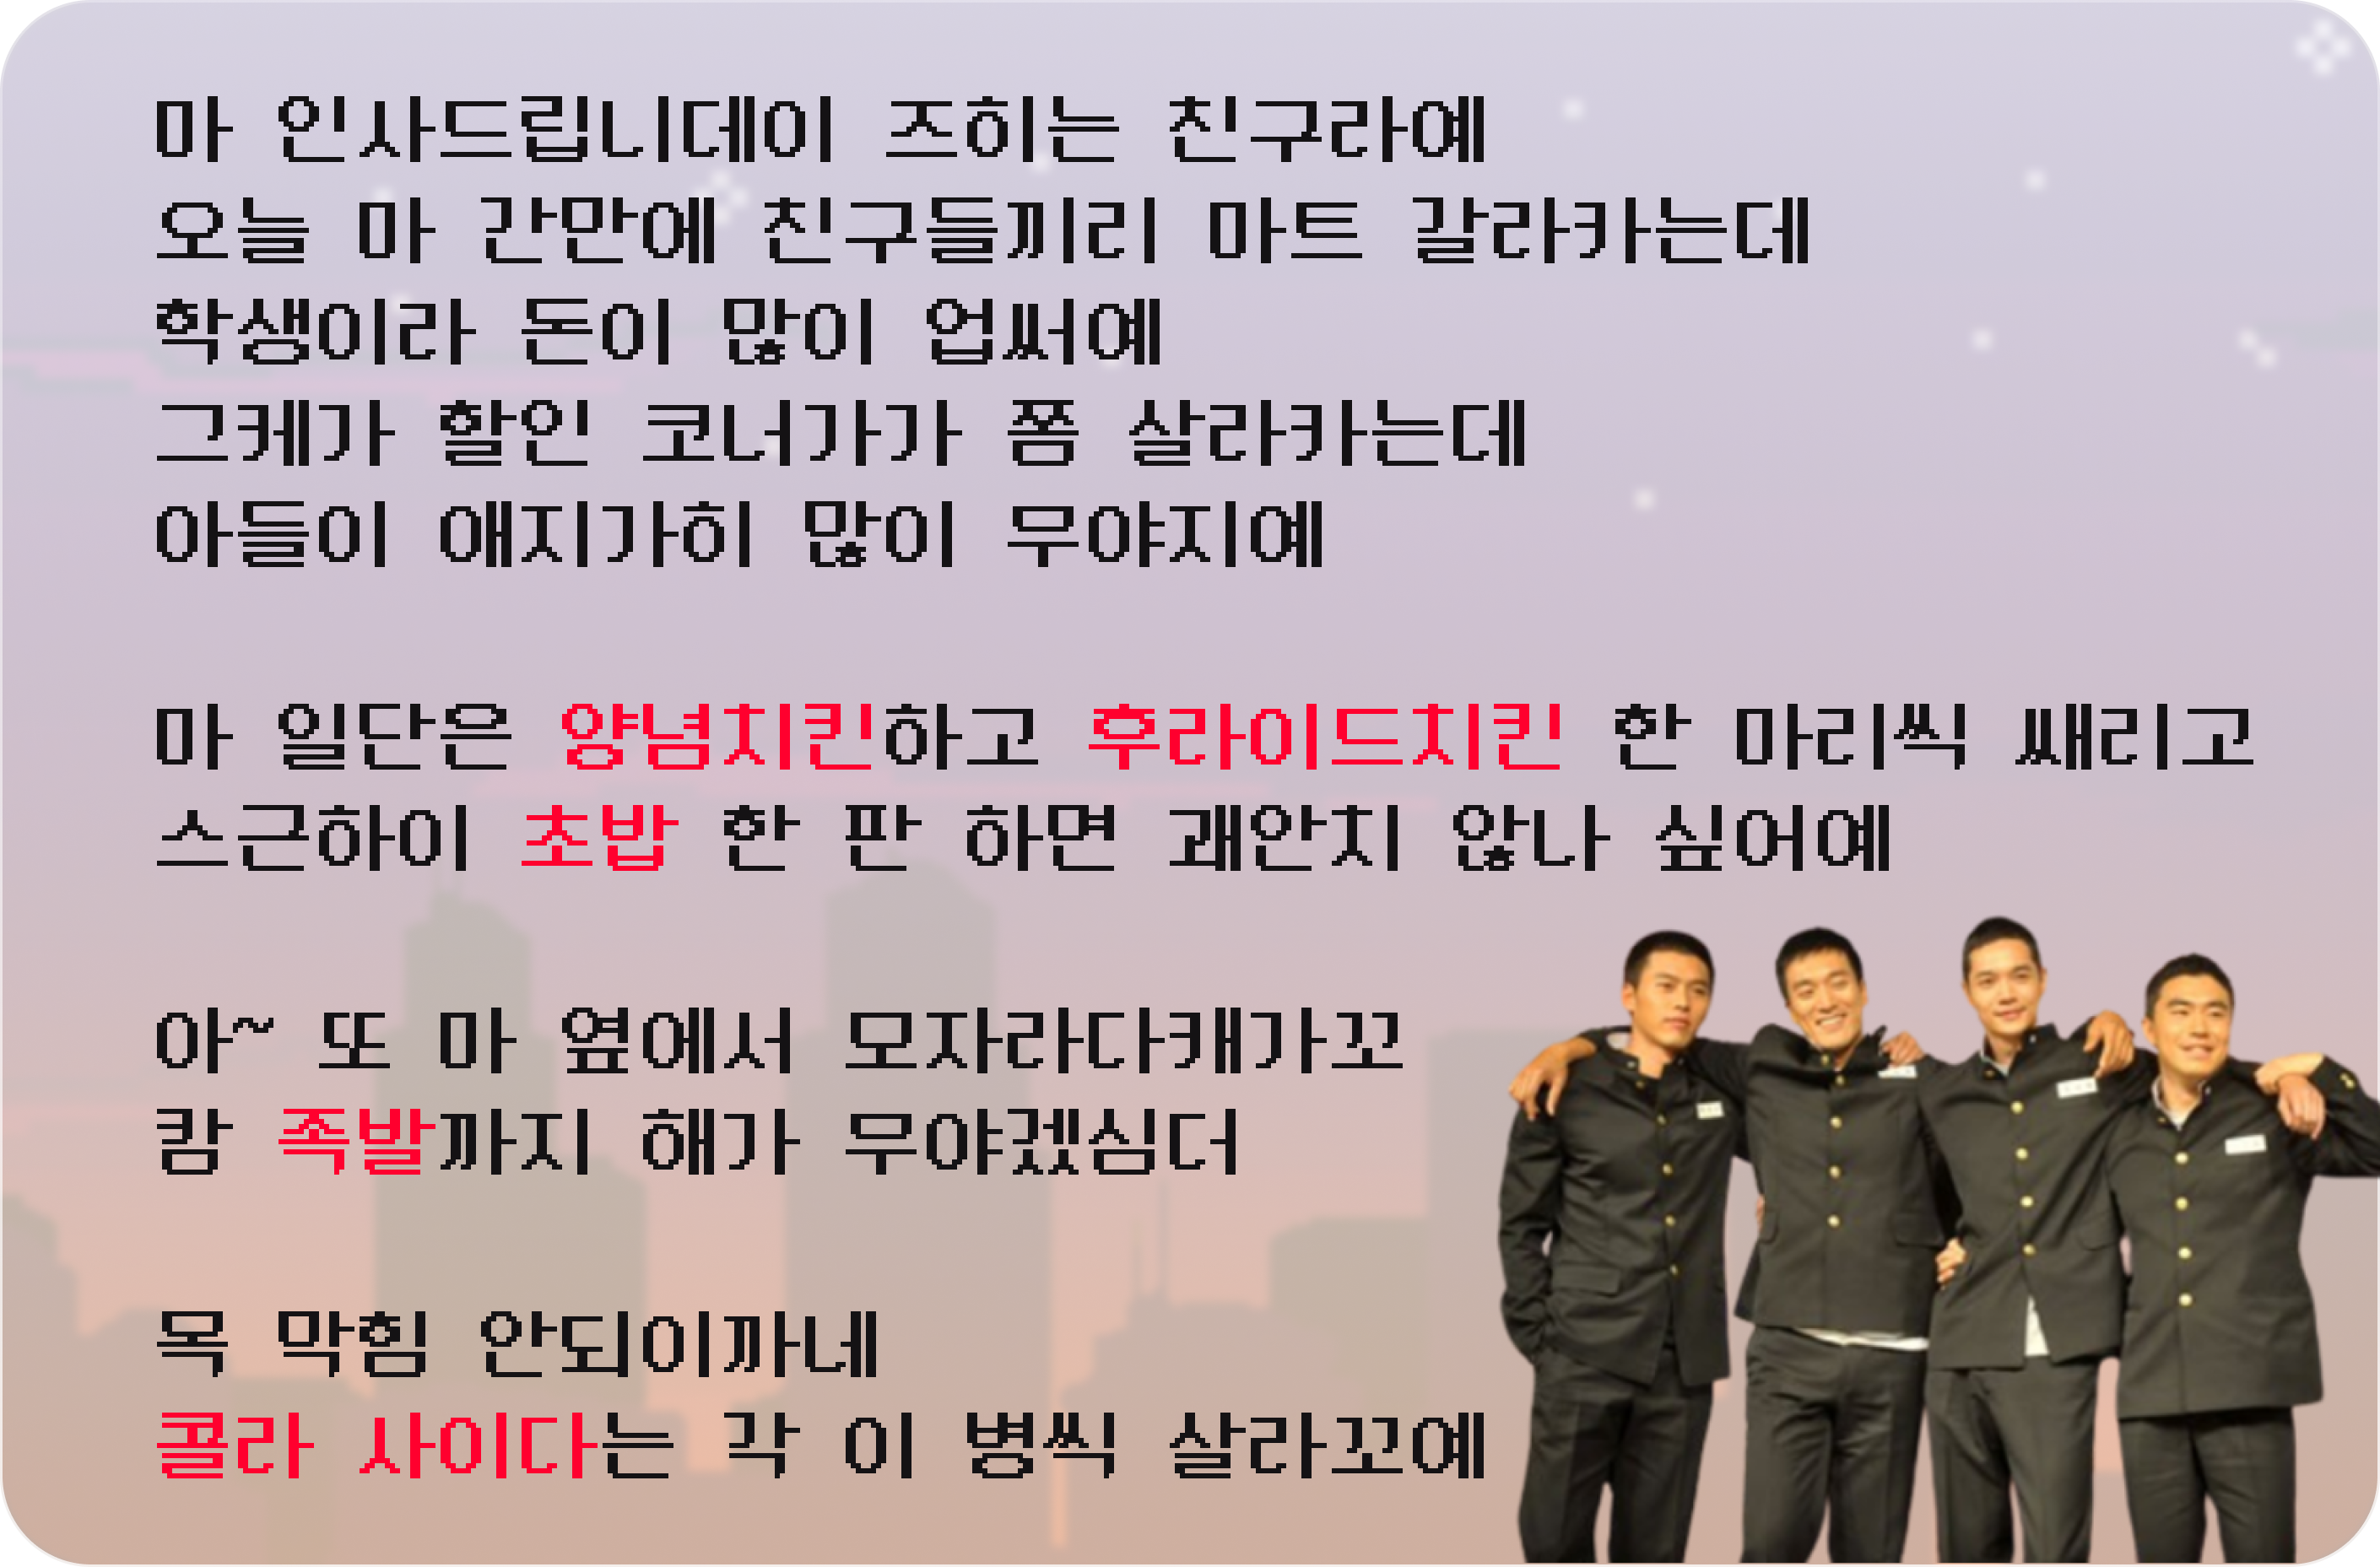 마 인사드립니데이 즈히는 친구라예
오늘 마 간만에 친구들끼리 마트 갈라카는데
학생이라 돈이 많이 업써예
그케가 할인 코너가가 쫌 살라카는데
아들이 애지가히 많이 무야지예
마 일단은 양념치킨하고 후라이드치킨 한 마리씩 쌔리고
스근하이 초밥 한 판 하면 괘안지 않나 싶어예
아~ 또 마 옆에서 모자라다캐가꼬
캄 족발까지 해가 무야겠심더
목 막힘 안되이까네
콜라 사이다는 각 이 병씩 살라꼬예